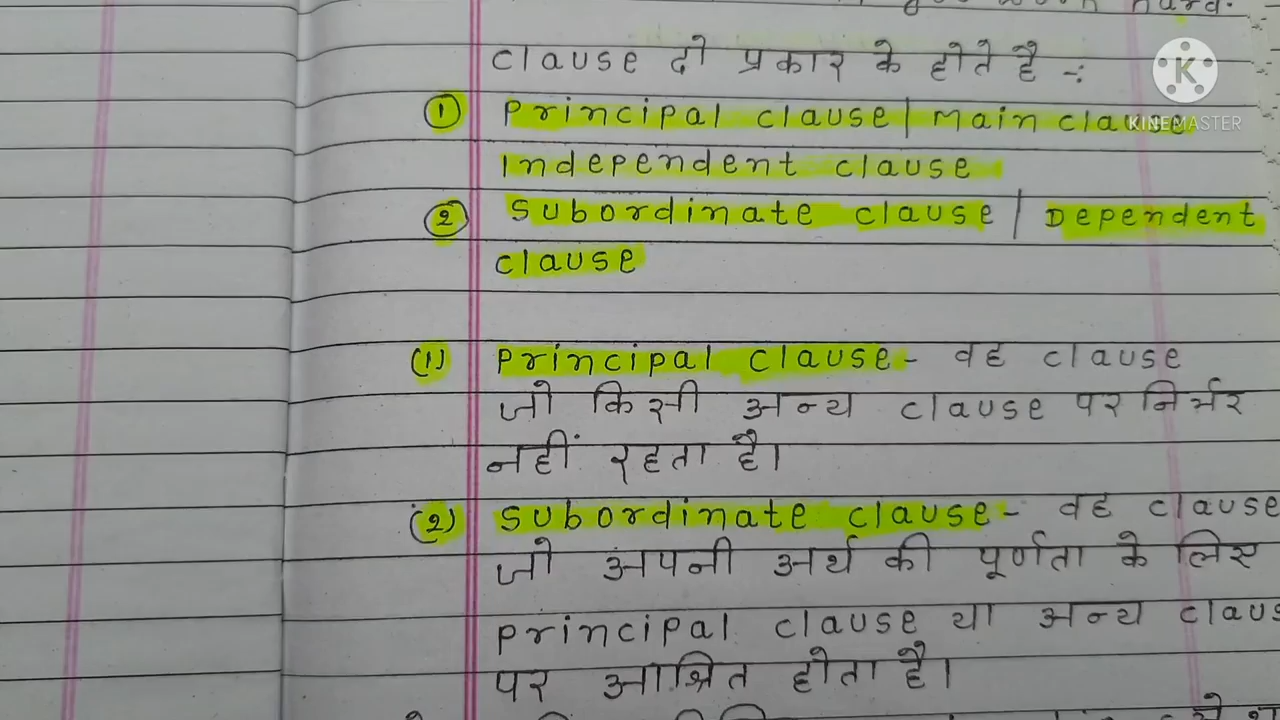 hard.
clause दो प्रकार के होते है -:
K
KINEMASTER
① Principal clause | Main clause
Independent clause
② Subordinate clause | Dependent
clause
(1) Principal clause - वह clause
जो किसी अन्य clause पर निर्भर
नहीं रहता है।
(2) Subordinate clause - वह clause
जो अपनी अर्थ की पूर्णता के लिए
principal clause या अन्य claus
पर आश्रित होता है।